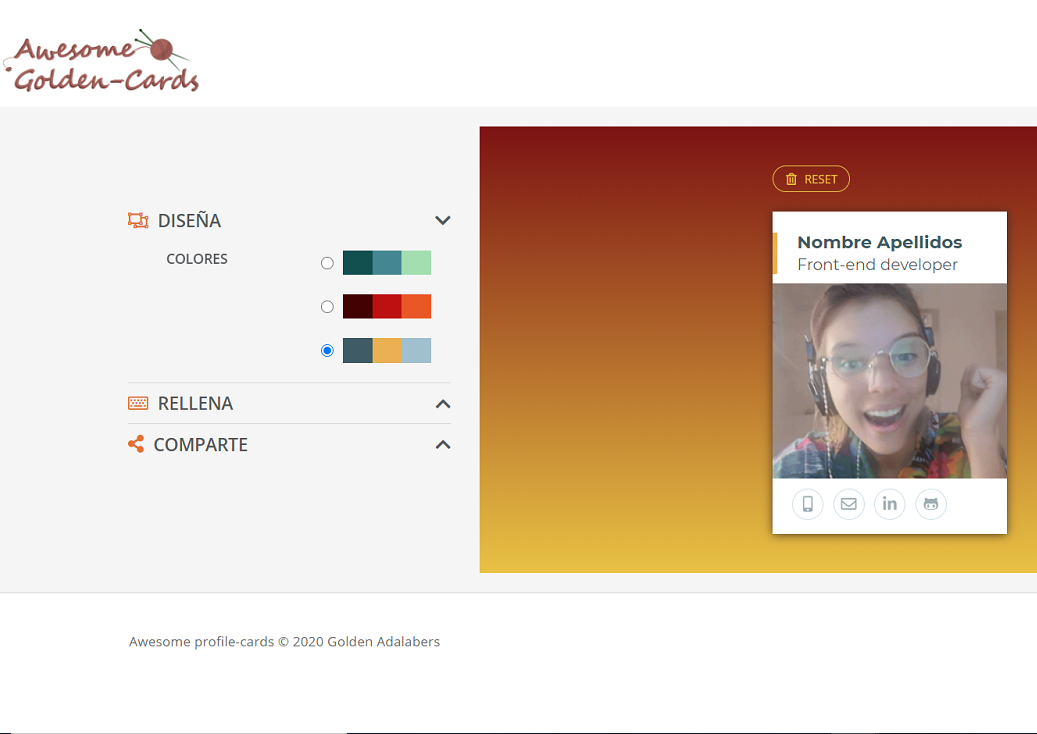 Awesome
Golden-Cards
DISEÑA
COLORES
RELLENA
COMPARTE
RESET
Nombre Apellidos
Front-end developer
in
Awesome profile-cards © 2020 Golden Adalabers